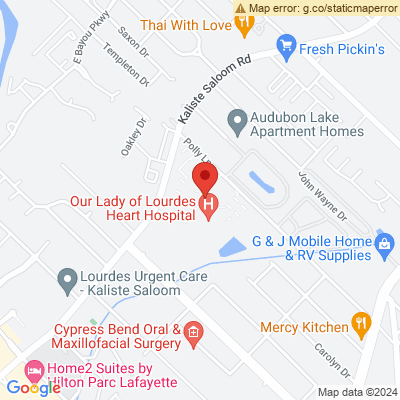 Map error: g.co/staticmaperror
Thai With Love
Saxon Dr
E Bayou Pkwy
Templeton Dr
Kaliste Saloom Rd
Fresh Pickin's
Oakley Dr
Audubon Lake
Apartment Homes
Polly Ln
John Wayne Dr
Our Lady of Lourdes
Heart Hospital
H
G & J Mobile Home
& RV Supplies
Lourdes Urgent Care
- Kaliste Saloom
Cypress Bend Oral &
Maxillofacial Surgery
Mercy Kitchen
Carolyn Dr
Home2 Suites by
Hilton Parc Lafayette
Google
Map data ©2024